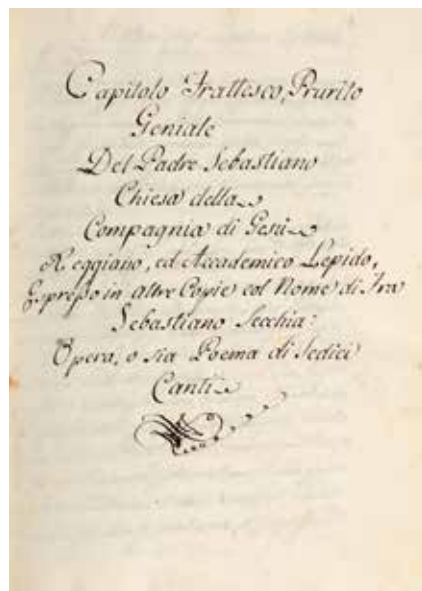 Capitolo Frattesco, Prurito
Geniale
Del Padre Sebastiano
Chiesa della
Compagnia di Gesù
Reggiano, ed Accademico Lepido,
Espresso in altre Copie col Nome di Fra
Sebastiano Secchia:
Opera, o sia Poema di Sedici
Canti